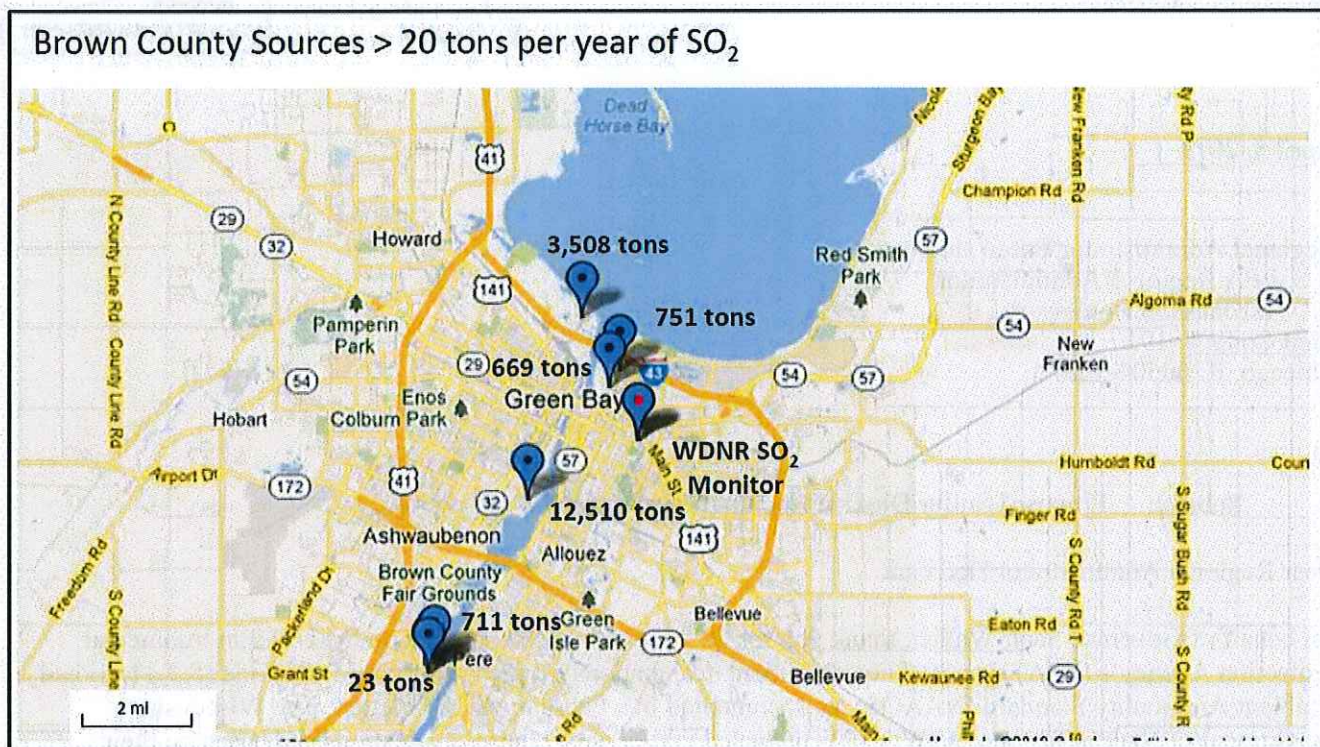 Brown County Sources > 20 tons per year of SO₂
Dead
Horse Bay
C
41
N County Line Rd
County Line Rd
29
32
Howard
141
3,508 tons
Red Smith
Park
57
Sturgeon Bay
Champion Rd
New Franken Rd
Algoma Rd
54
Pamperin
Park
751 tons
54
New
Franken
29
669 tons
43
54
57
54
Hobart
Enos
Colburn Park
Green Bay
Airport Dr
172
41
57
Main St
WDNR SO₂
Monitor
Humboldt Rd
32
12,510 tons
Finger Rd
Ashwaubenon
141
Allouez
Freedom Rd
S County Line
Packerland Dr
Brown County
Fair Grounds
711 tons
Green
Isle Park
Bellevue
Eaton Rd
S County Rd T
S Sugar Bush Rd
Grant St
Pere
172
23 tons
Bellevue
Kewaunee Rd
29
S County R
2 mi